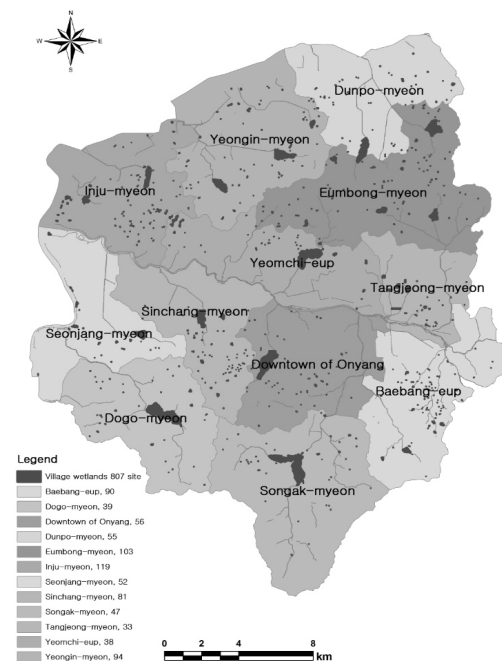 N
W E
S
Dunpo-myeon
Yeongin-myeon
Inju-myeon
Eumbong-myeon
Yeomchi-eup
Tangjeong-myeon
Sinchang-myeon
Seonjang-myeon
Downtown of Onyang
Baebang-eup
Dogo-myeon
Songak-myeon
Legend
Village wetlands 807 site
Baebang-eup, 90
Dogo-myeon, 39
Downtown of Onyang, 56
Dunpo-myeon, 55
Eumbong-myeon, 103
Inju-myeon, 119
Seonjang-myeon, 52
Sinchang-myeon, 81
Songak-myeon, 47
Tangjeong-myeon, 33
Yeomchi-eup, 38
Yeongin-myeon, 94
0 2 4 8
km